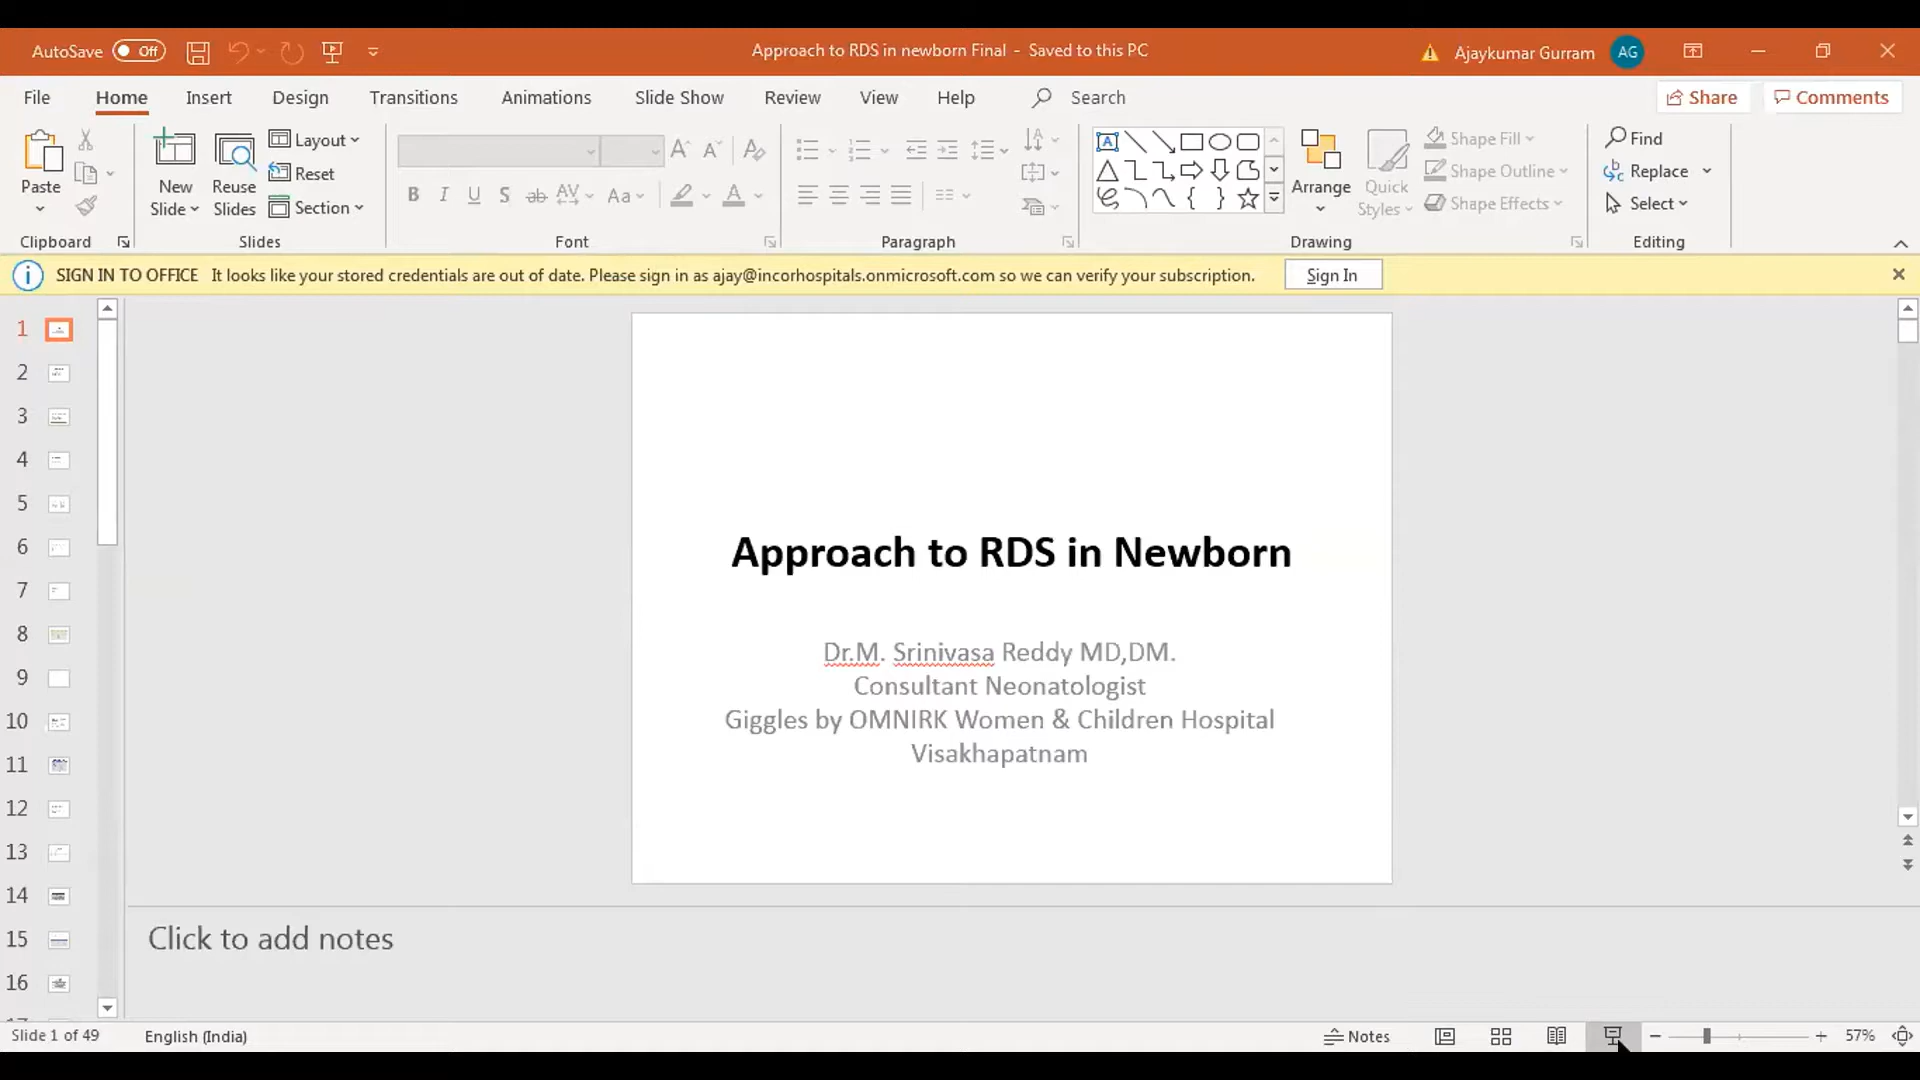 AutoSave Off
Approach to RDS in newborn Final - Saved to this PC
Ajaykumar Gurram AG
File Home Insert Design Transitions Animations Slide Show Review View Help Search
Share Comments
Paste
New Slide
Reuse Slides
Layout
Reset
Section
B I U S ab AV Aa A
Arrange
Quick Styles
Shape Fill
Shape Outline
Shape Effects
Find
Replace
Select
Clipboard Slides Font Paragraph Drawing Editing
SIGN IN TO OFFICE It looks like your stored credentials are out of date. Please sign in as ajay@incorhospitals.onmicrosoft.com so we can verify your subscription. Sign In
1
2
3
4
5
6
7
8
9
10
11
12
13
14
15
16
Approach to RDS in Newborn
Dr.M. Srinivasa Reddy MD,DM.
Consultant Neonatologist
Giggles by OMNIRK Women & Children Hospital
Visakhapatnam
Click to add notes
Slide 1 of 49 English (India) Notes 57%